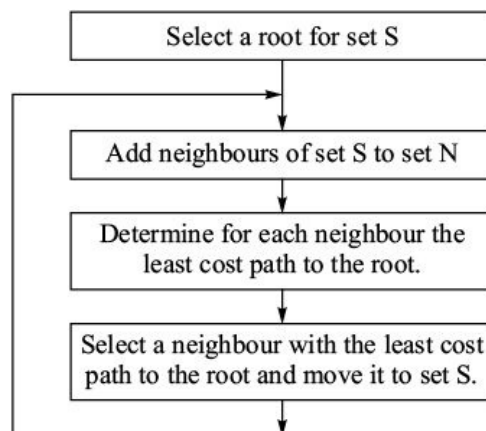 Select a root for set S
Add neighbours of set S to set N
Determine for each neighbour the
least cost path to the root.
Select a neighbour with the least cost
path to the root and move it to set S.